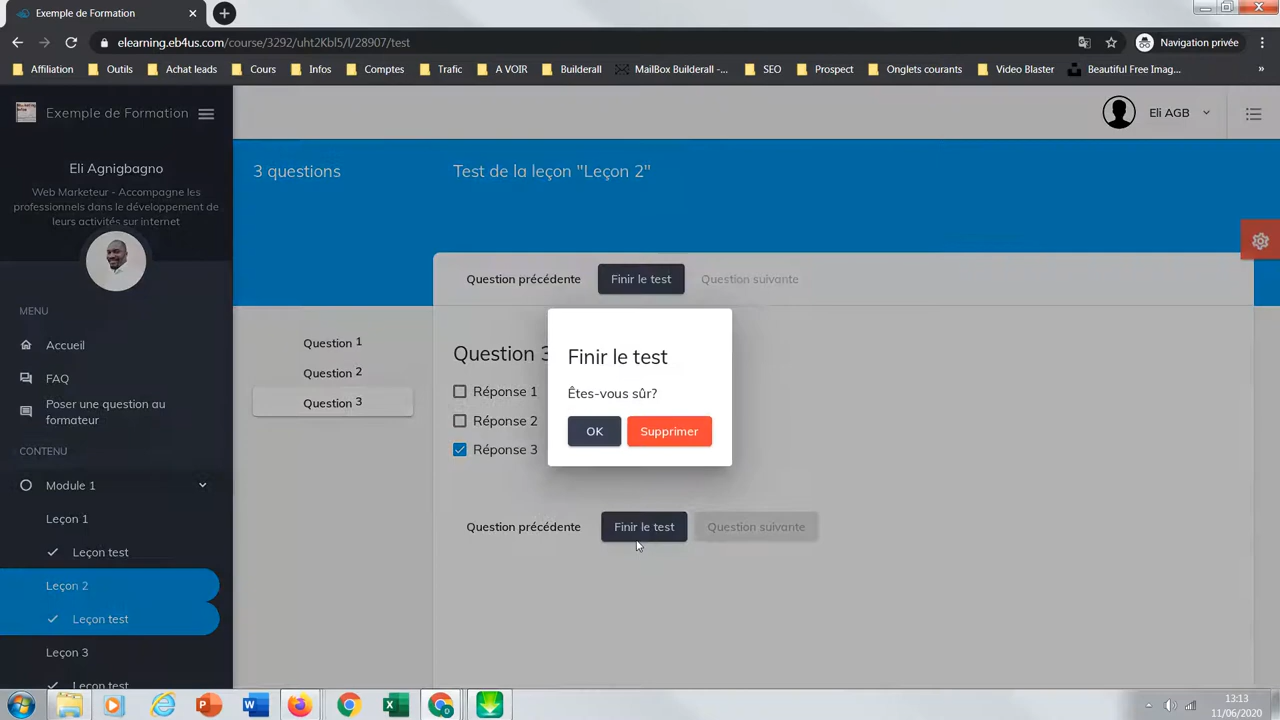 Exemple de Formation
elearning.eb4us.com/course/3292/uht2Kbl5/l/28907/test
Navigation privée
Affiliation
Outils
Achat leads
Cours
Infos
Comptes
Trafic
A VOIR
Builderall
MailBox Builderall -...
SEO
Prospect
Onglets courants
Video Blaster
Beautiful Free Imag...
»
Exemple de Formation
Eli AGB
Eli Agnigbagno
Web Marketeur - Accompagne les
professionnels dans le développement de
leurs activités sur internet
MENU
Accueil
FAQ
Poser une question au
formateur
CONTENU
Module 1
Leçon 1
Leçon test
Leçon 2
Leçon test
Leçon 3
Leçon test
3 questions
Test de la leçon "Leçon 2"
Question précédente
Finir le test
Question suivante
Question 1
Question 2
Question 3
Question 3
Réponse 1
Réponse 2
Réponse 3
Finir le test
Êtes-vous sûr?
OK
Supprimer
Question précédente
Finir le test
Question suivante
13:13
11/06/2020